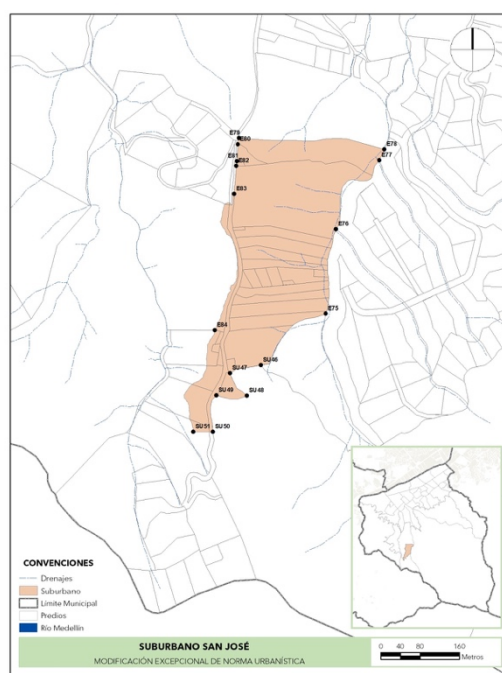 E79
E80
E78
E77
E81
E82
E83
E76
E75
E84
SU46
SU47
SU49
SU48
SU51
SU50
CONVENCIONES
Drenajes
Suburbano
Límite Municipal
Predios
Río Medellín
SUBURBANO SAN JOSÉ
MODIFICACIÓN EXCEPCIONAL DE NORMA URBANÍSTICA
0 40 80 160
Metros